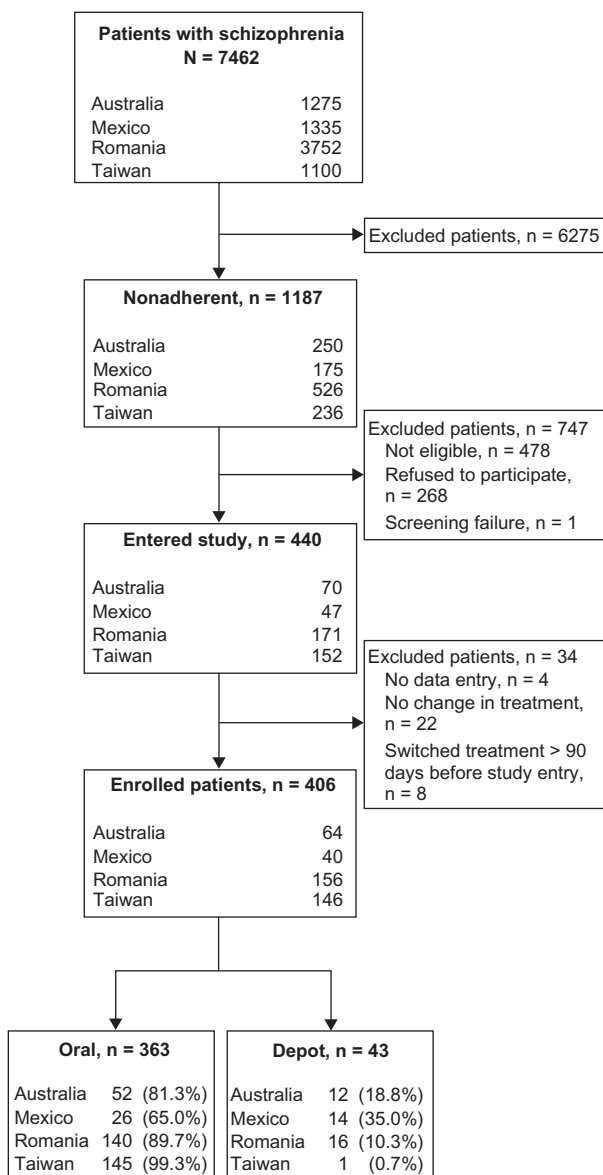 Patients with schizophrenia
N = 7462
Australia 1275
Mexico 1335
Romania 3752
Taiwan 1100
Excluded patients, n = 6275
Nonadherent, n = 1187
Australia 250
Mexico 175
Romania 526
Taiwan 236
Excluded patients, n = 747
Not eligible, n = 478
Refused to participate,
n = 268
Screening failure, n = 1
Entered study, n = 440
Australia 70
Mexico 47
Romania 171
Taiwan 152
Excluded patients, n = 34
No data entry, n = 4
No change in treatment,
n = 22
Switched treatment > 90
days before study entry,
n = 8
Enrolled patients, n = 406
Australia 64
Mexico 40
Romania 156
Taiwan 146
Oral, n = 363
Australia 52 (81.3%)
Mexico 26 (65.0%)
Romania 140 (89.7%)
Taiwan 145 (99.3%)
Depot, n = 43
Australia 12 (18.8%)
Mexico 14 (35.0%)
Romania 16 (10.3%)
Taiwan 1 (0.7%)